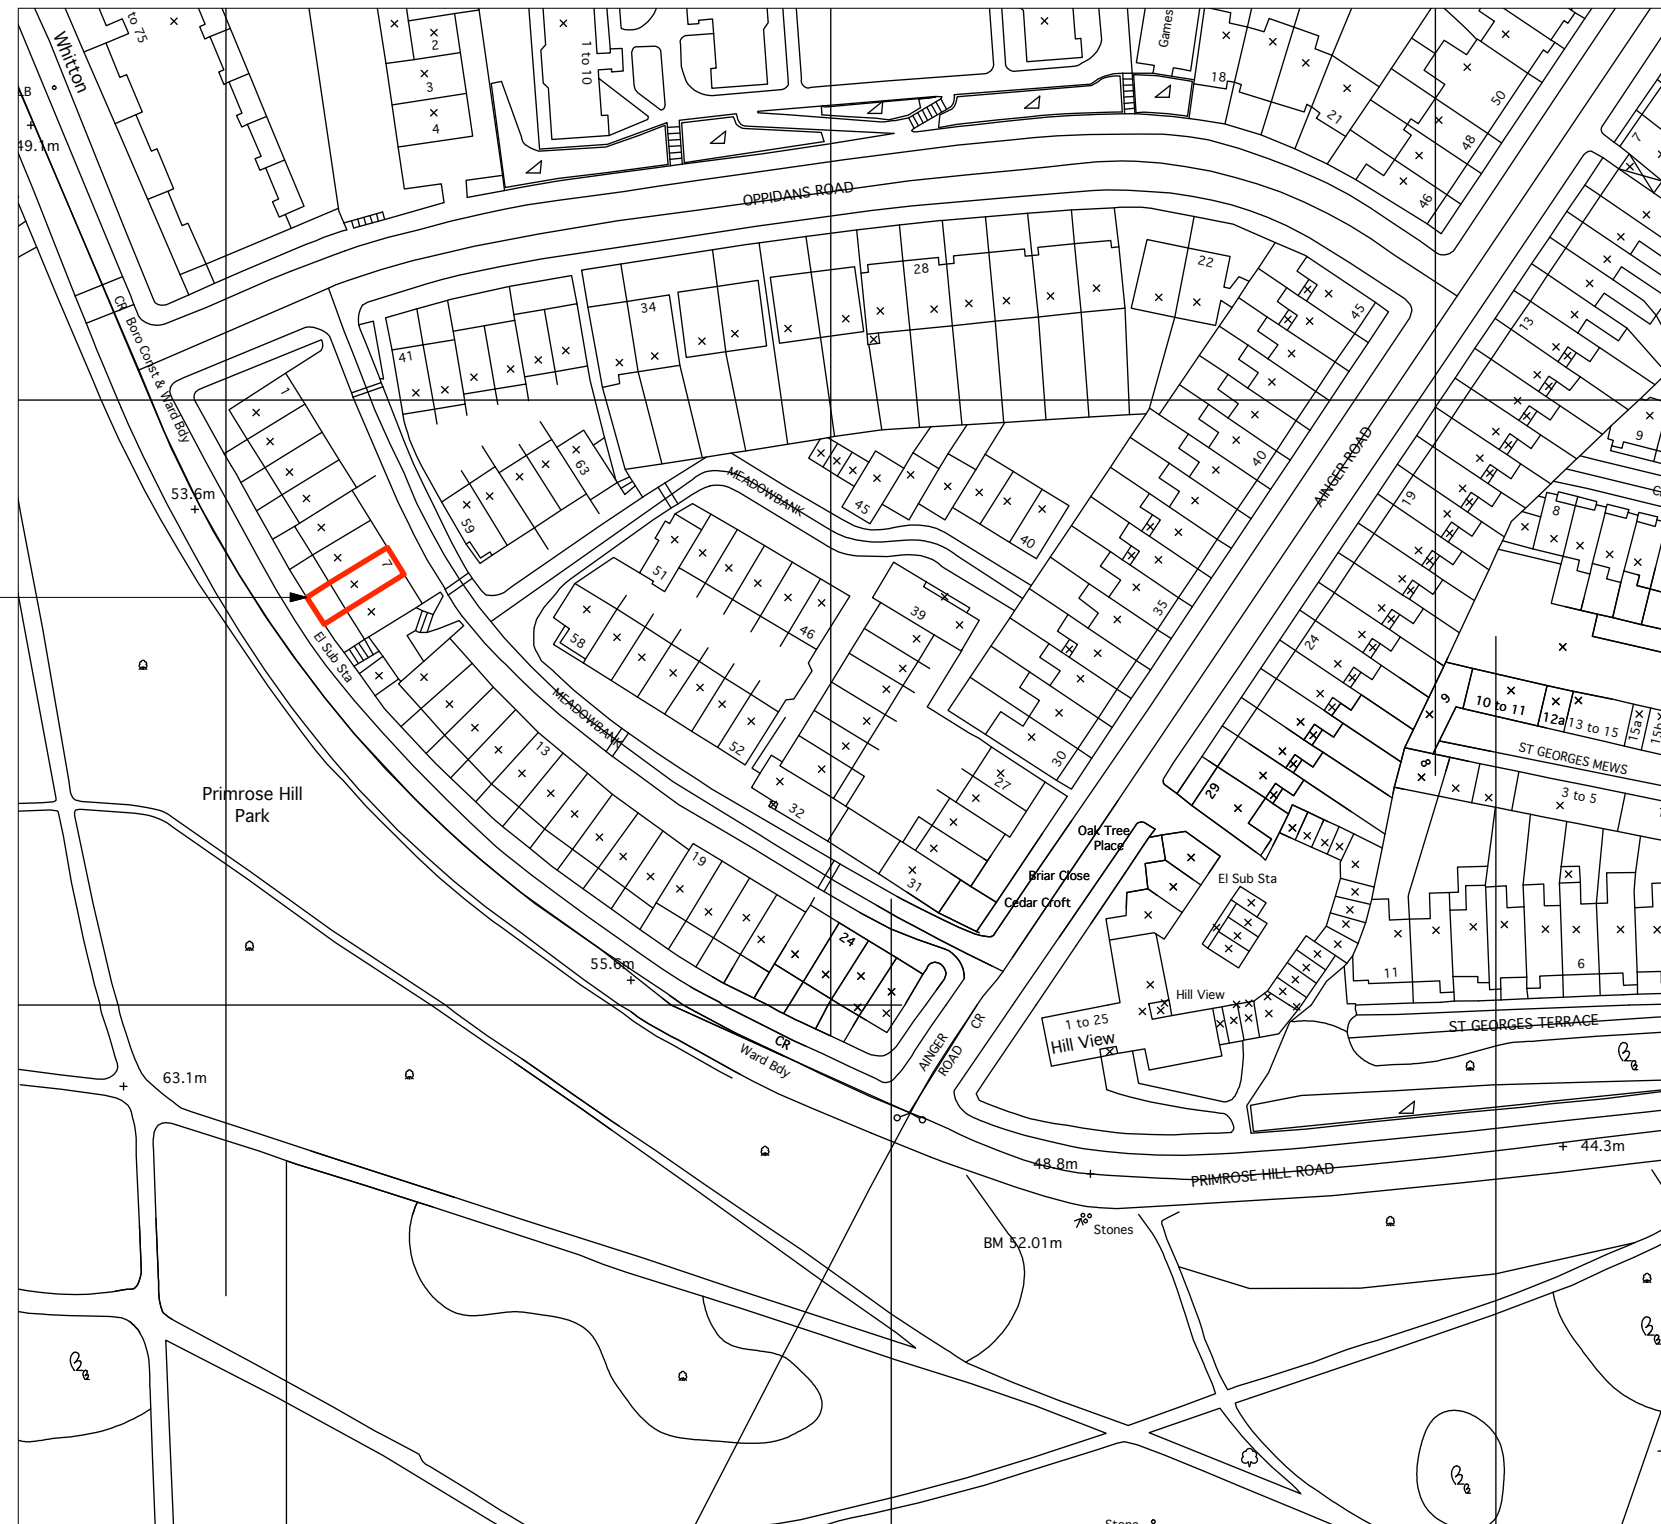 to 75
Whitton
2
3
4
1 to 10
Games
18
21
50
48
46
7
LB
49.1m
OPPIDANS ROAD
CR
Boro Const & Ward Bdy
41
34
28
22
45
13
1
63
59
53.6m
MEADOWBANK
45
40
40
AINGER ROAD
19
9
8
7
51
46
58
39
35
24
El Sub Sta
MEADOWBANK
52
32
30
27
29
9
10 to 11
12a
13 to 15
15a
15b
ST GEORGES MEWS
8
3 to 5
13
19
24
31
Primrose Hill
Park
Oak Tree
Place
Briar Close
Cedar Croft
El Sub Sta
11
6
55.6m
Hill View
1 to 25
Hill View
ST GEORGES TERRACE
CR
Ward Bdy
AINGER
ROAD
CR
63.1m
48.8m
PRIMROSE HILL ROAD
44.3m
Stones
BM 52.01m
Stone